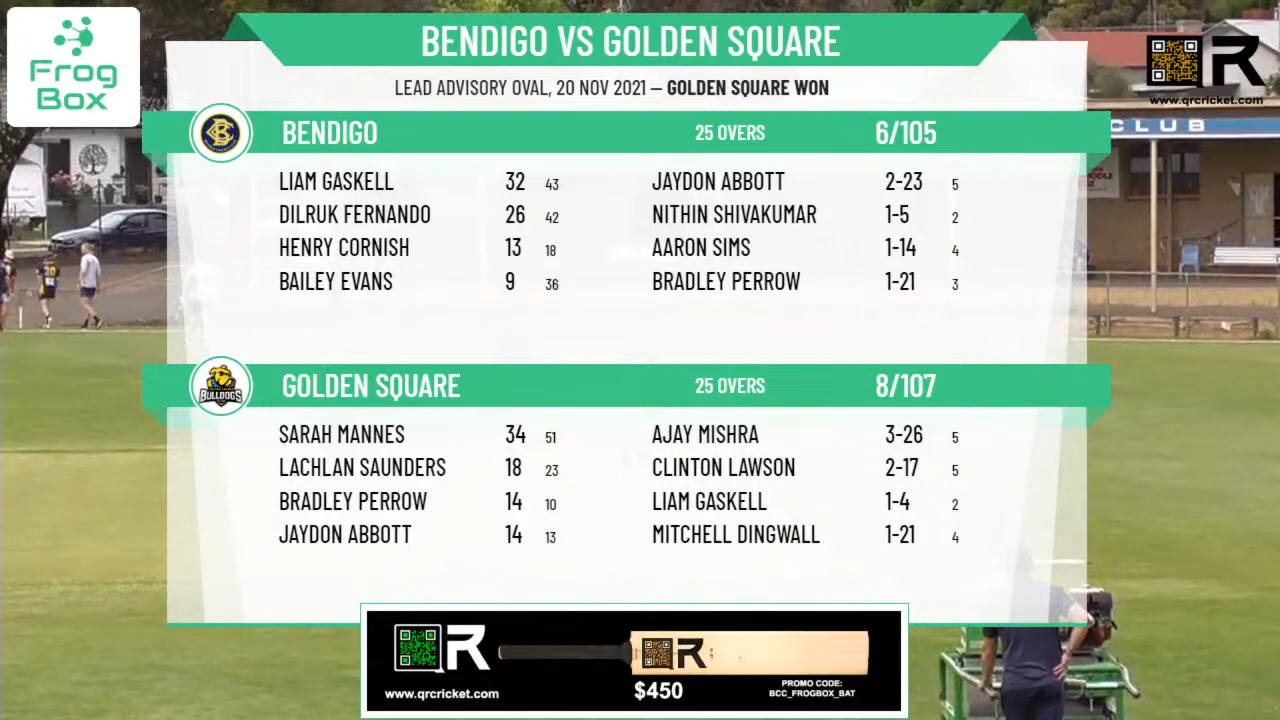 Frog
Box
BENDIGO VS GOLDEN SQUARE
LEAD ADVISORY OVAL, 20 NOV 2021 – GOLDEN SQUARE WON
R
www.qrcricket.com
CLUB
BENDIGO 25 OVERS 6/105
LIAM GASKELL 32 43 JAYDON ABBOTT 2-23 5
DILRUK FERNANDO 26 42 NITHIN SHIVAKUMAR 1-5 2
HENRY CORNISH 13 18 AARON SIMS 1-14 4
BAILEY EVANS 9 36 BRADLEY PERROW 1-21 3
BULLDOGS
GOLDEN SQUARE 25 OVERS 8/107
SARAH MANNES 34 51 AJAY MISHRA 3-26 5
LACHLAN SAUNDERS 18 23 CLINTON LAWSON 2-17 5
BRADLEY PERROW 14 10 LIAM GASKELL 1-4 2
JAYDON ABBOTT 14 13 MITCHELL DINGWALL 1-21 4
R
R
www.qrcricket.com
$450
PROMO CODE:
BCC_FROGBOX_BAT